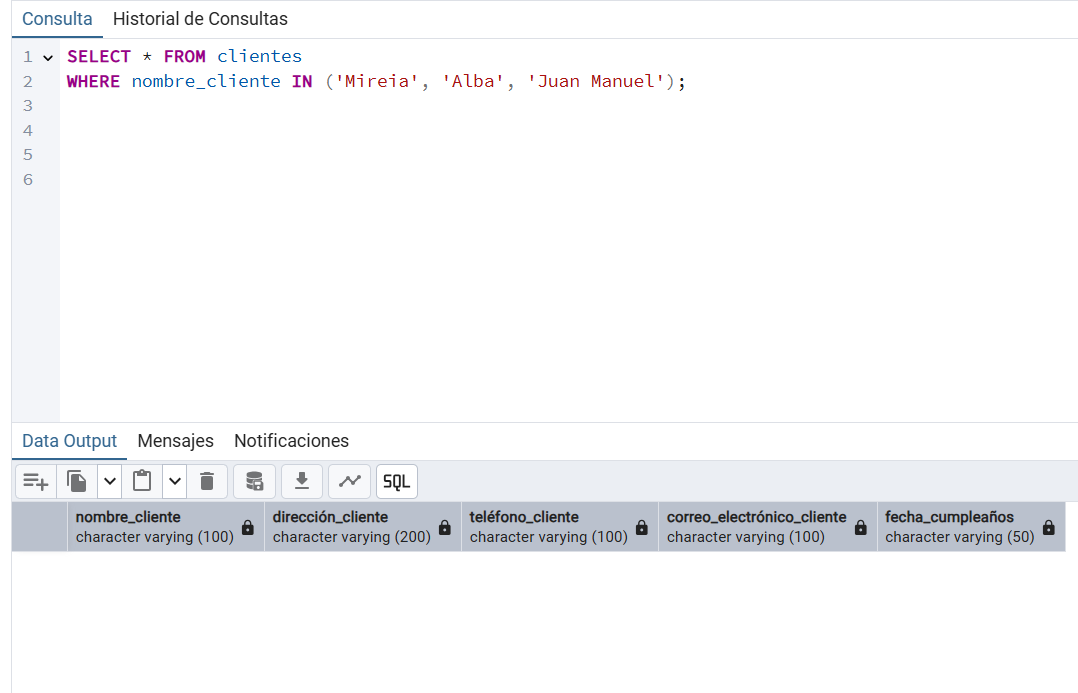 Consulta Historial de Consultas
1 SELECT * FROM clientes
2 WHERE nombre_cliente IN ('Mireia', 'Alba', 'Juan Manuel');
3
4
5
6
Data Output Mensajes Notificaciones
SQL
nombre_cliente dirección_cliente teléfono_cliente correo_electrónico_cliente fecha_cumpleaños
character varying (100) character varying (200) character varying (100) character varying (100) character varying (50)